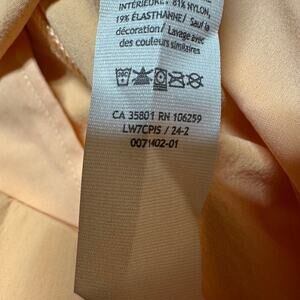 INTÉRIEURE: 81% NYLON,
19% ÉLASTHANNE/ Sauf la
décoration/ Lavage avec
des couleurs similaires
CA 35801 RN 106259
LW7CPIS / 24-2
0071402-01